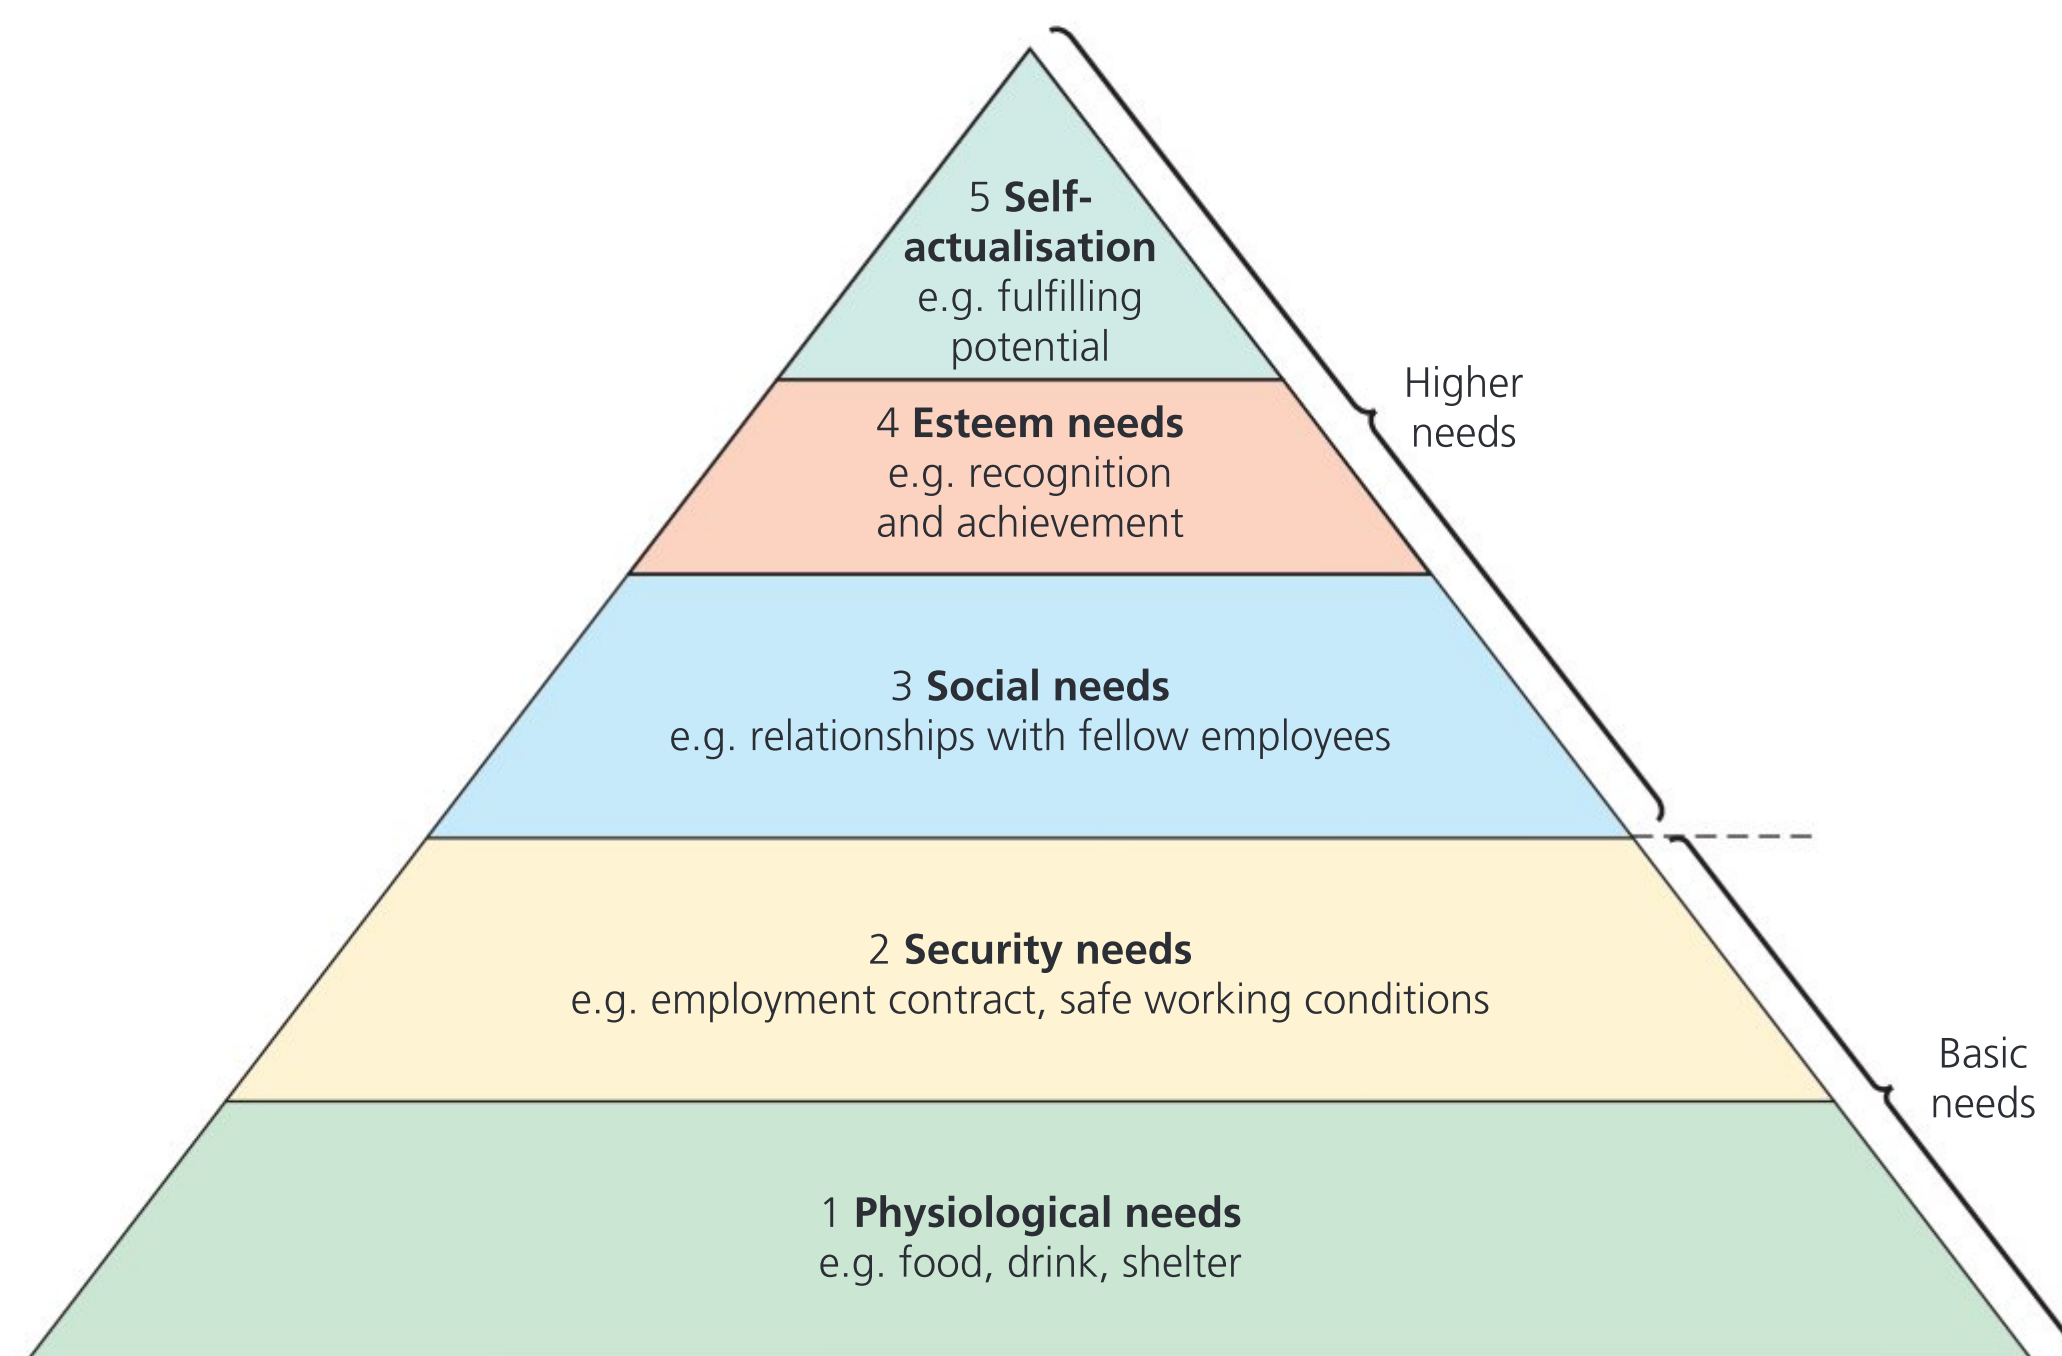 5 Self-
actualisation
e.g. fulfilling
potential
4 Esteem needs
e.g. recognition
and achievement
Higher
needs
3 Social needs
e.g. relationships with fellow employees
2 Security needs
e.g. employment contract, safe working conditions
Basic
needs
1 Physiological needs
e.g. food, drink, shelter